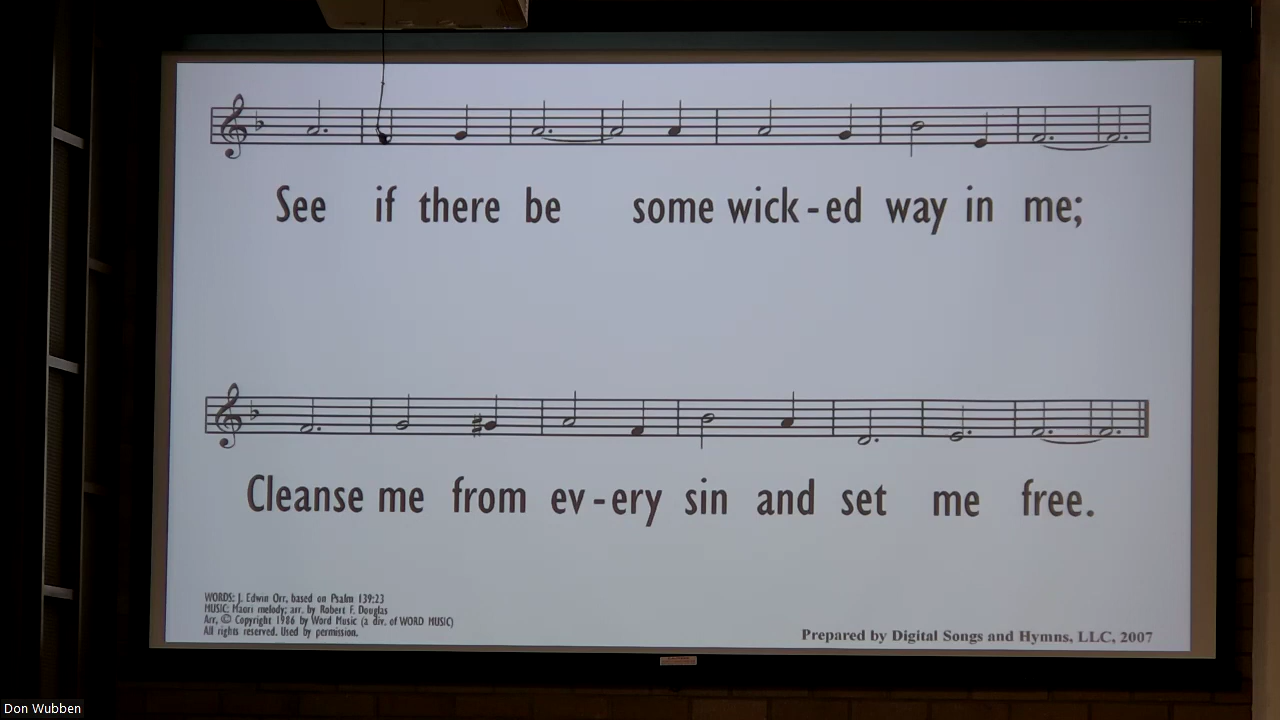 See if there be some wick-ed way in me;
Cleanse me from ev-ery sin and set me free.
WORDS: J. Edwin Orr, based on Psalm 139:23
MUSIC: Maori melody; arr. by Robert F. Douglas
Arr. © Copyright 1986 by Word Music (a div. of WORD MUSIC)
All rights reserved. Used by permission.
Prepared by Digital Songs and Hymns, LLC, 2007
Don Wubben